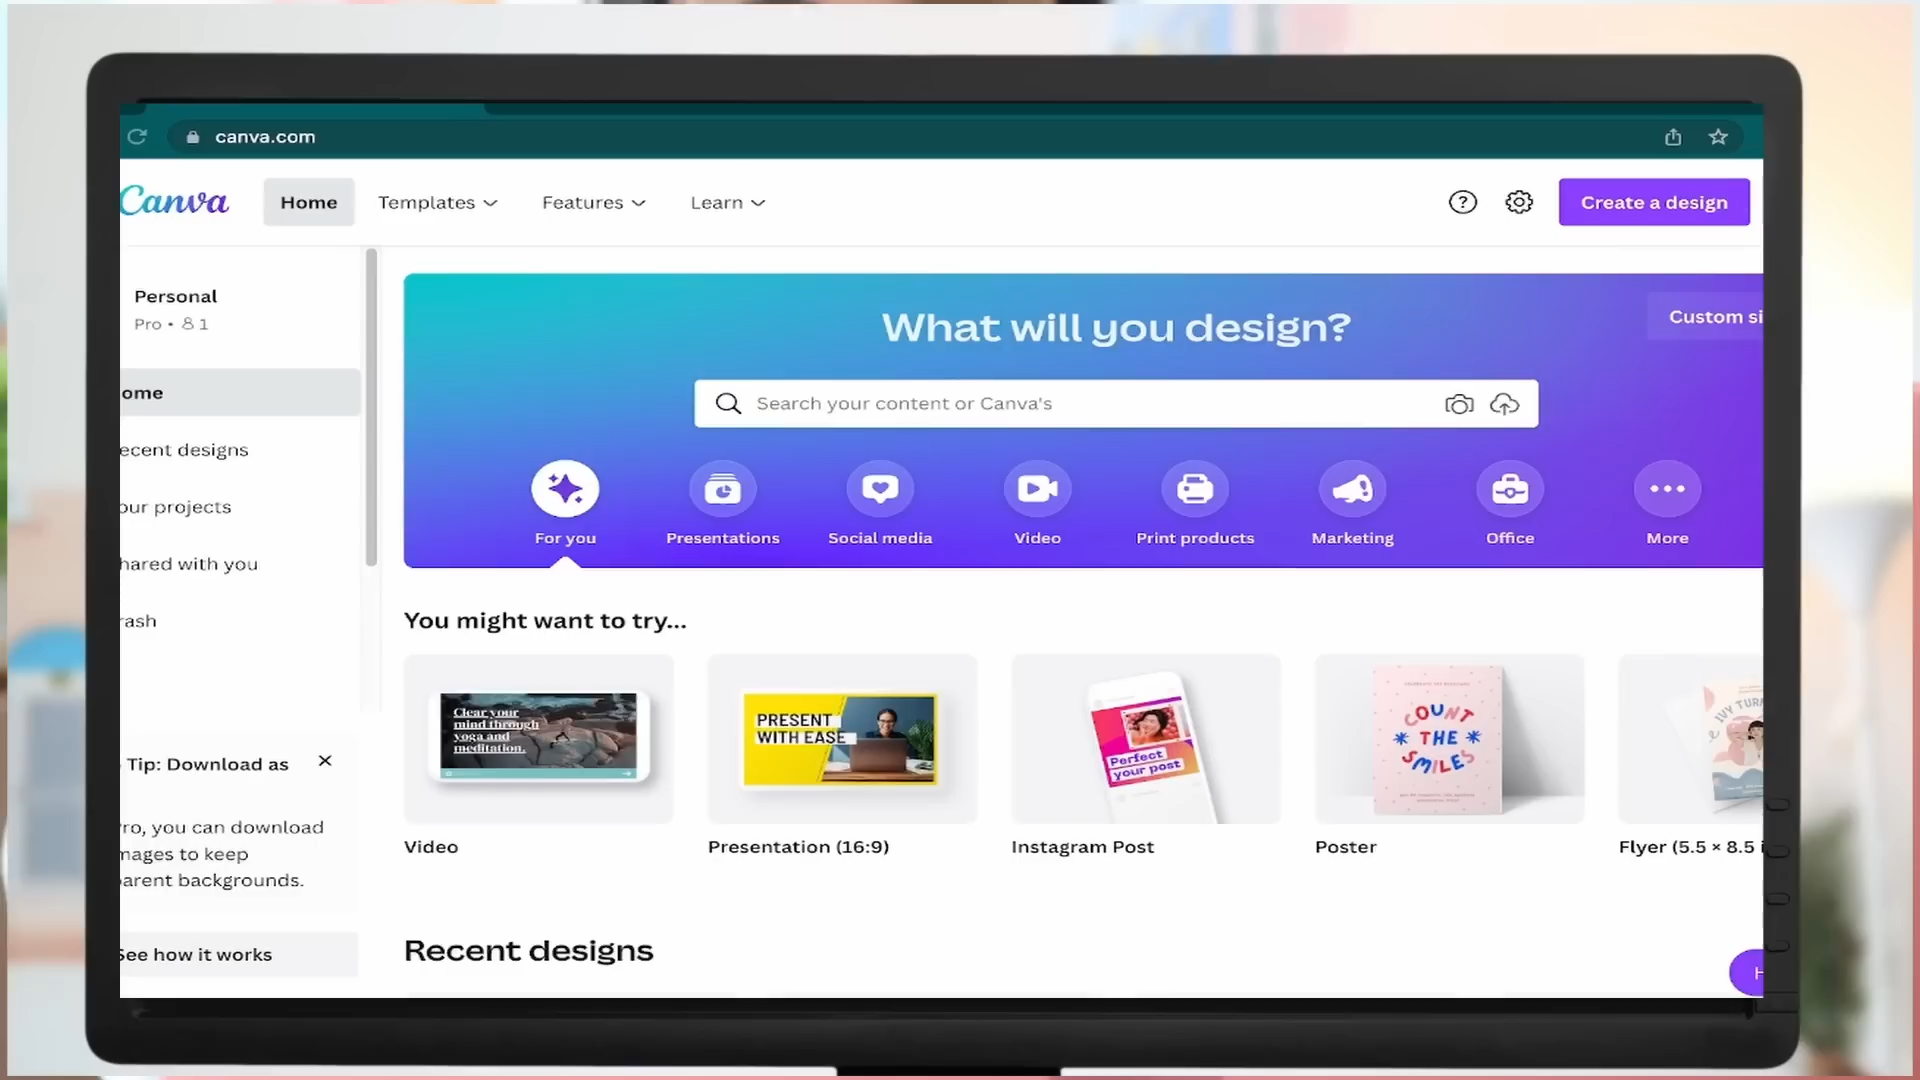 canva.com
Canva
Home
Templates
Features
Learn
?
Create a design
Personal
Pro • 1
ome
ecent designs
our projects
hared with you
rash
Tip: Download as
ro, you can download
mages to keep
parent backgrounds.
See how it works
What will you design?
Custom si
Search your content or Canva's
For you
Presentations
Social media
Video
Print products
Marketing
Office
More
You might want to try...
Clear your
mind through
yoga and
meditation.
Video
PRESENT
WITH EASE
Presentation (16:9)
Perfect
your post
Instagram Post
COUNT
THE
SMILES
Poster
IVY TUR
Flyer (5.5 × 8.5 i
Recent designs
H